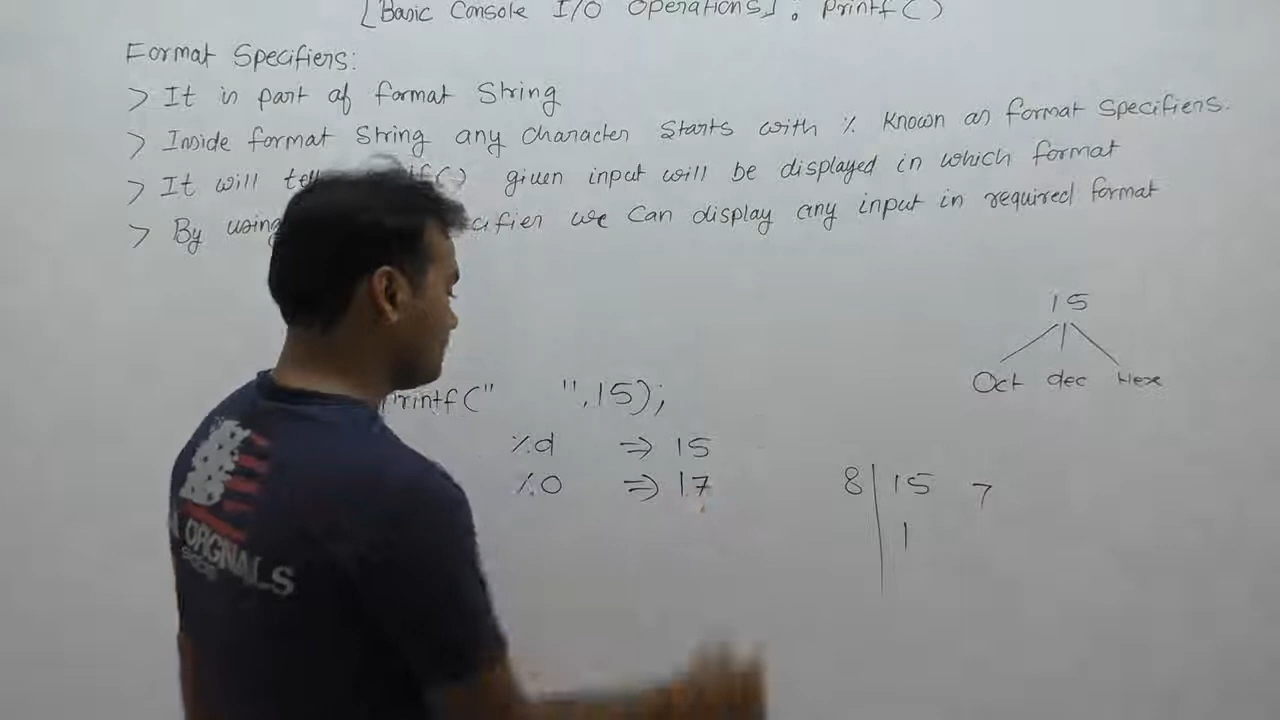 [Basic Console I/O Operations]: Printf()
Format Specifiers:
> It is part of format String
> Inside format String any character starts with % Known as format specifiers.
> It will given input will be displayed in which format
> By using we can display any input in required format
15
Oct dec Hex
Printf(" ",15);
%d => 15
%o => 17
8 15 7
1
ORGNALS